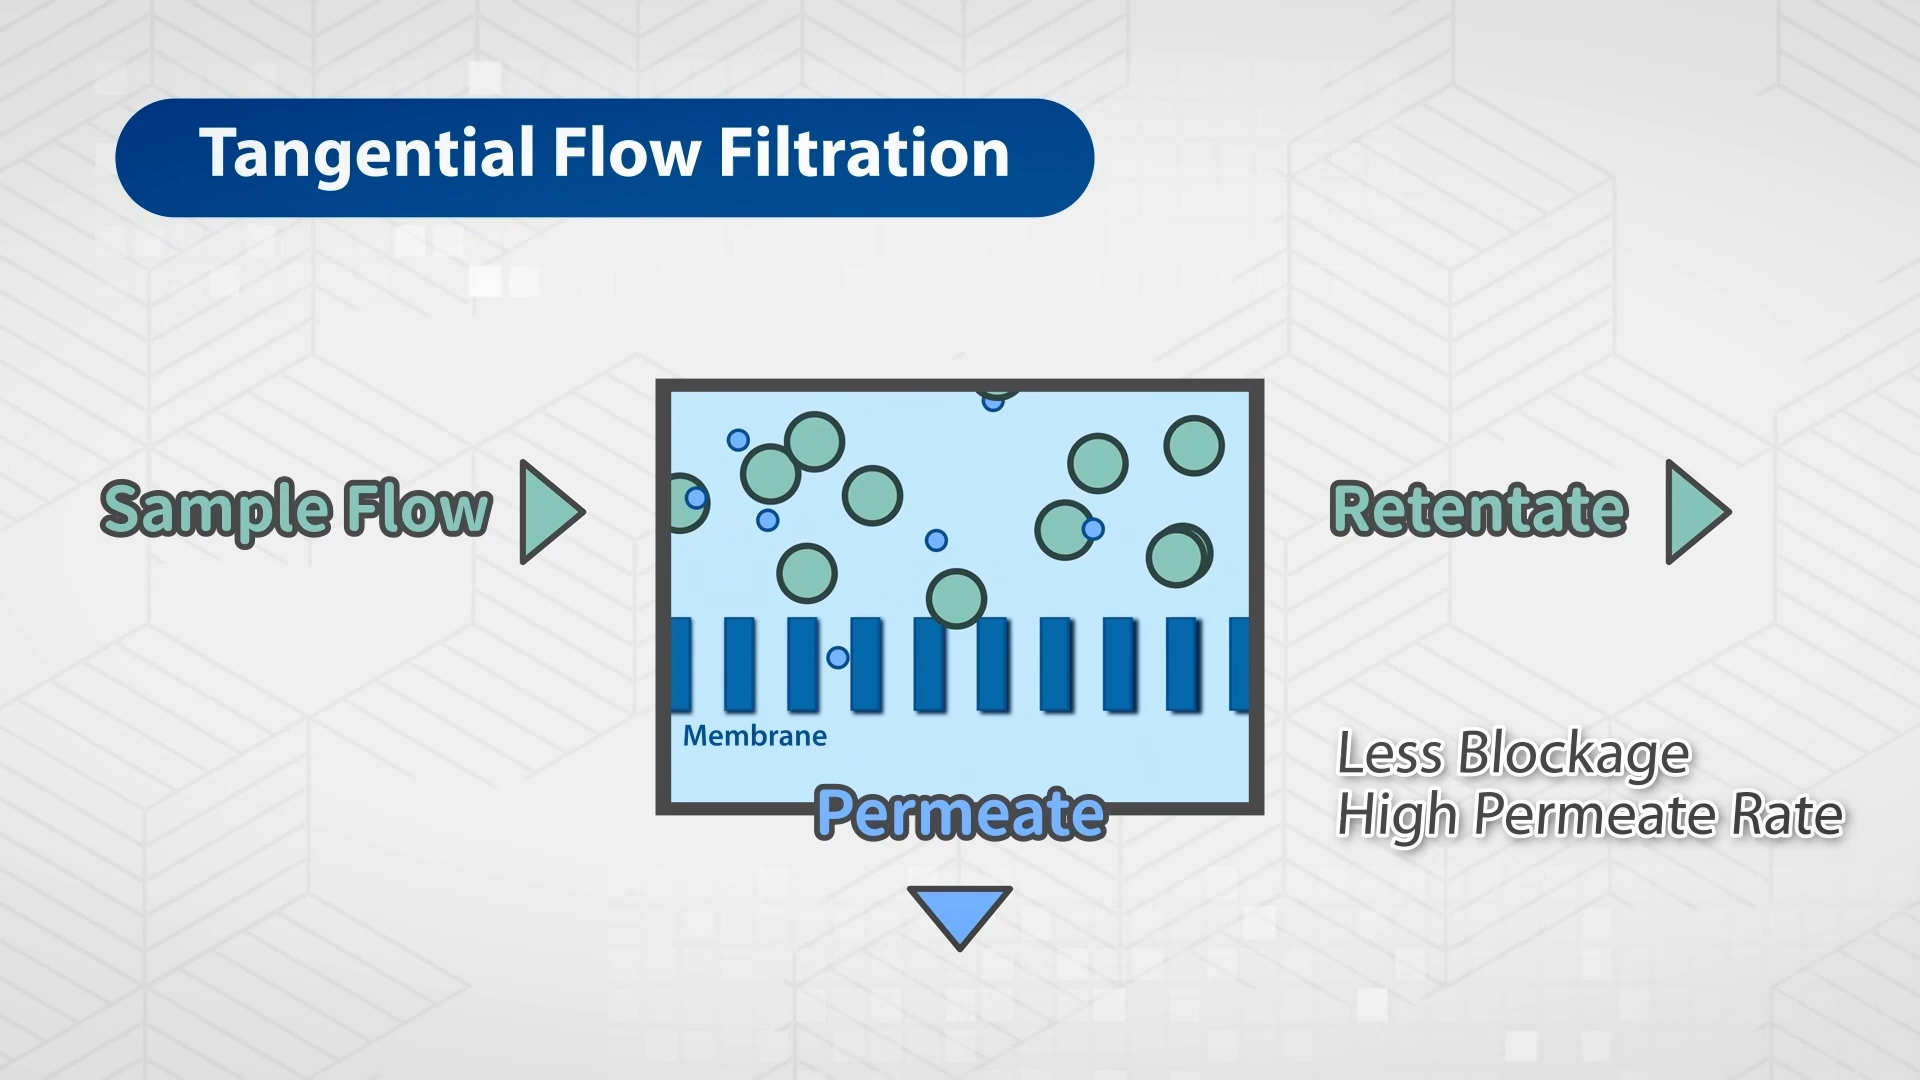 Tangential Flow Filtration
Sample Flow
Retentate
Membrane
Permeate
Less Blockage
High Permeate Rate